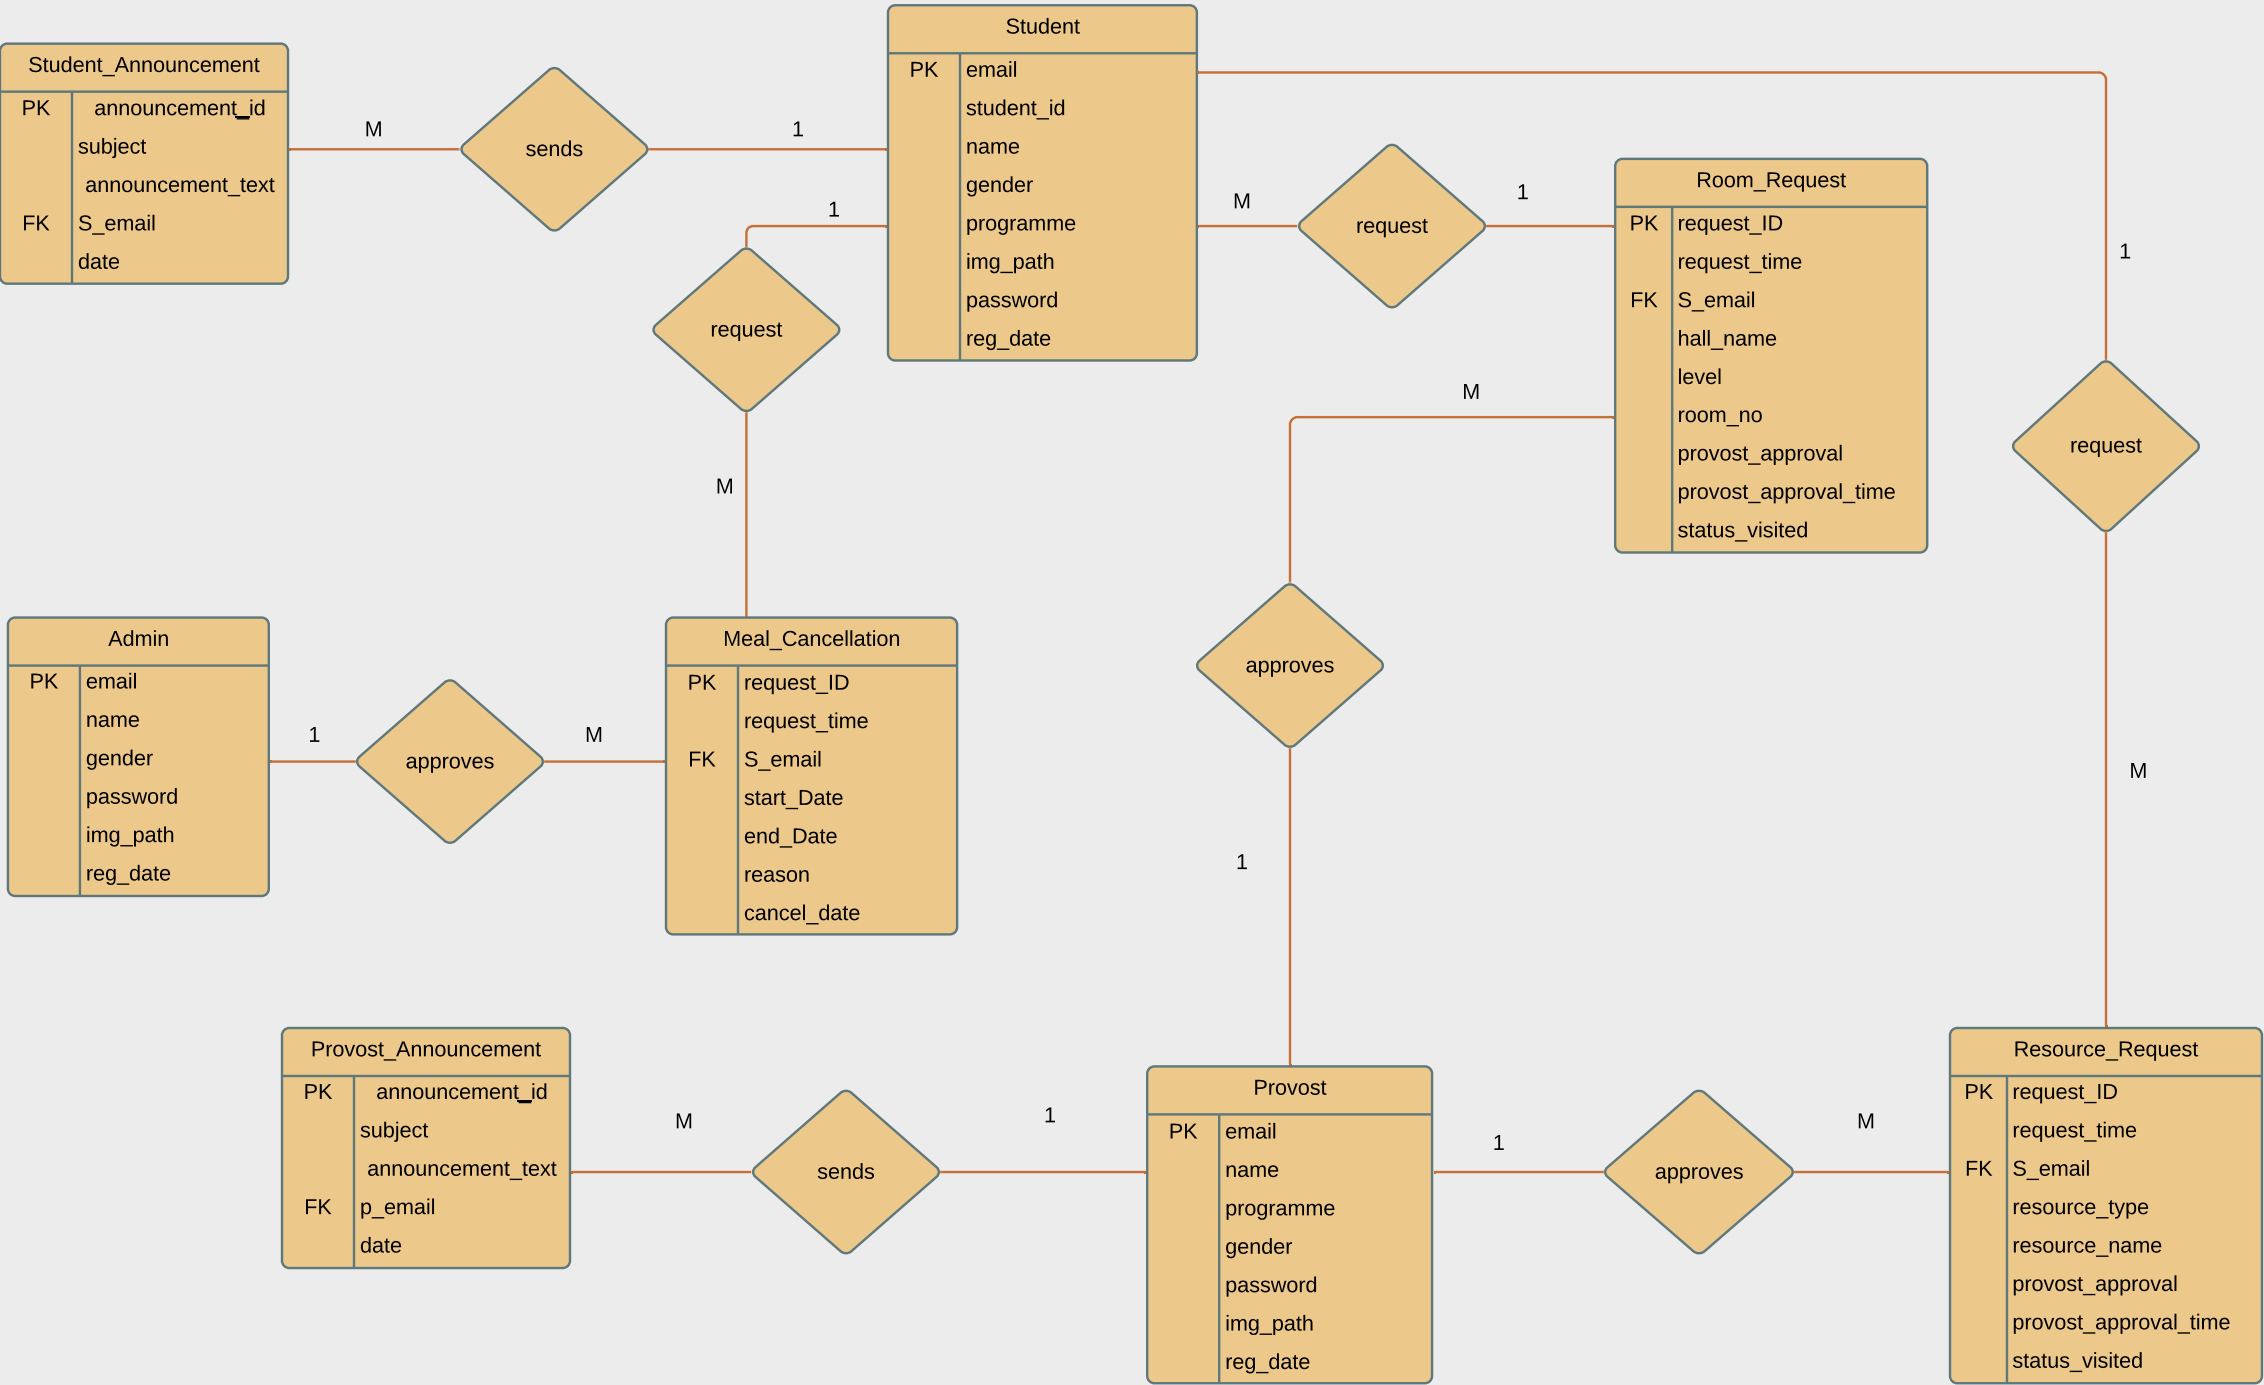 Student_Announcement
PK announcement_id
subject
announcement_text
FK S_email
date
M
sends
1
Student
PK email
student_id
name
gender
programme
img_path
password
reg_date
M
request
1
Room_Request
PK request_ID
request_time
FK S_email
hall_name
level
room_no
provost_approval
provost_approval_time
status_visited
1
request
M
1
request
M
M
approves
1
Admin
PK email
name
gender
password
img_path
reg_date
1
approves
M
Meal_Cancellation
PK request_ID
request_time
FK S_email
start_Date
end_Date
reason
cancel_date
Provost_Announcement
PK announcement_id
subject
announcement_text
FK p_email
date
M
sends
1
Provost
PK email
name
programme
gender
password
img_path
reg_date
1
approves
M
Resource_Request
PK request_ID
request_time
FK S_email
resource_type
resource_name
provost_approval
provost_approval_time
status_visited